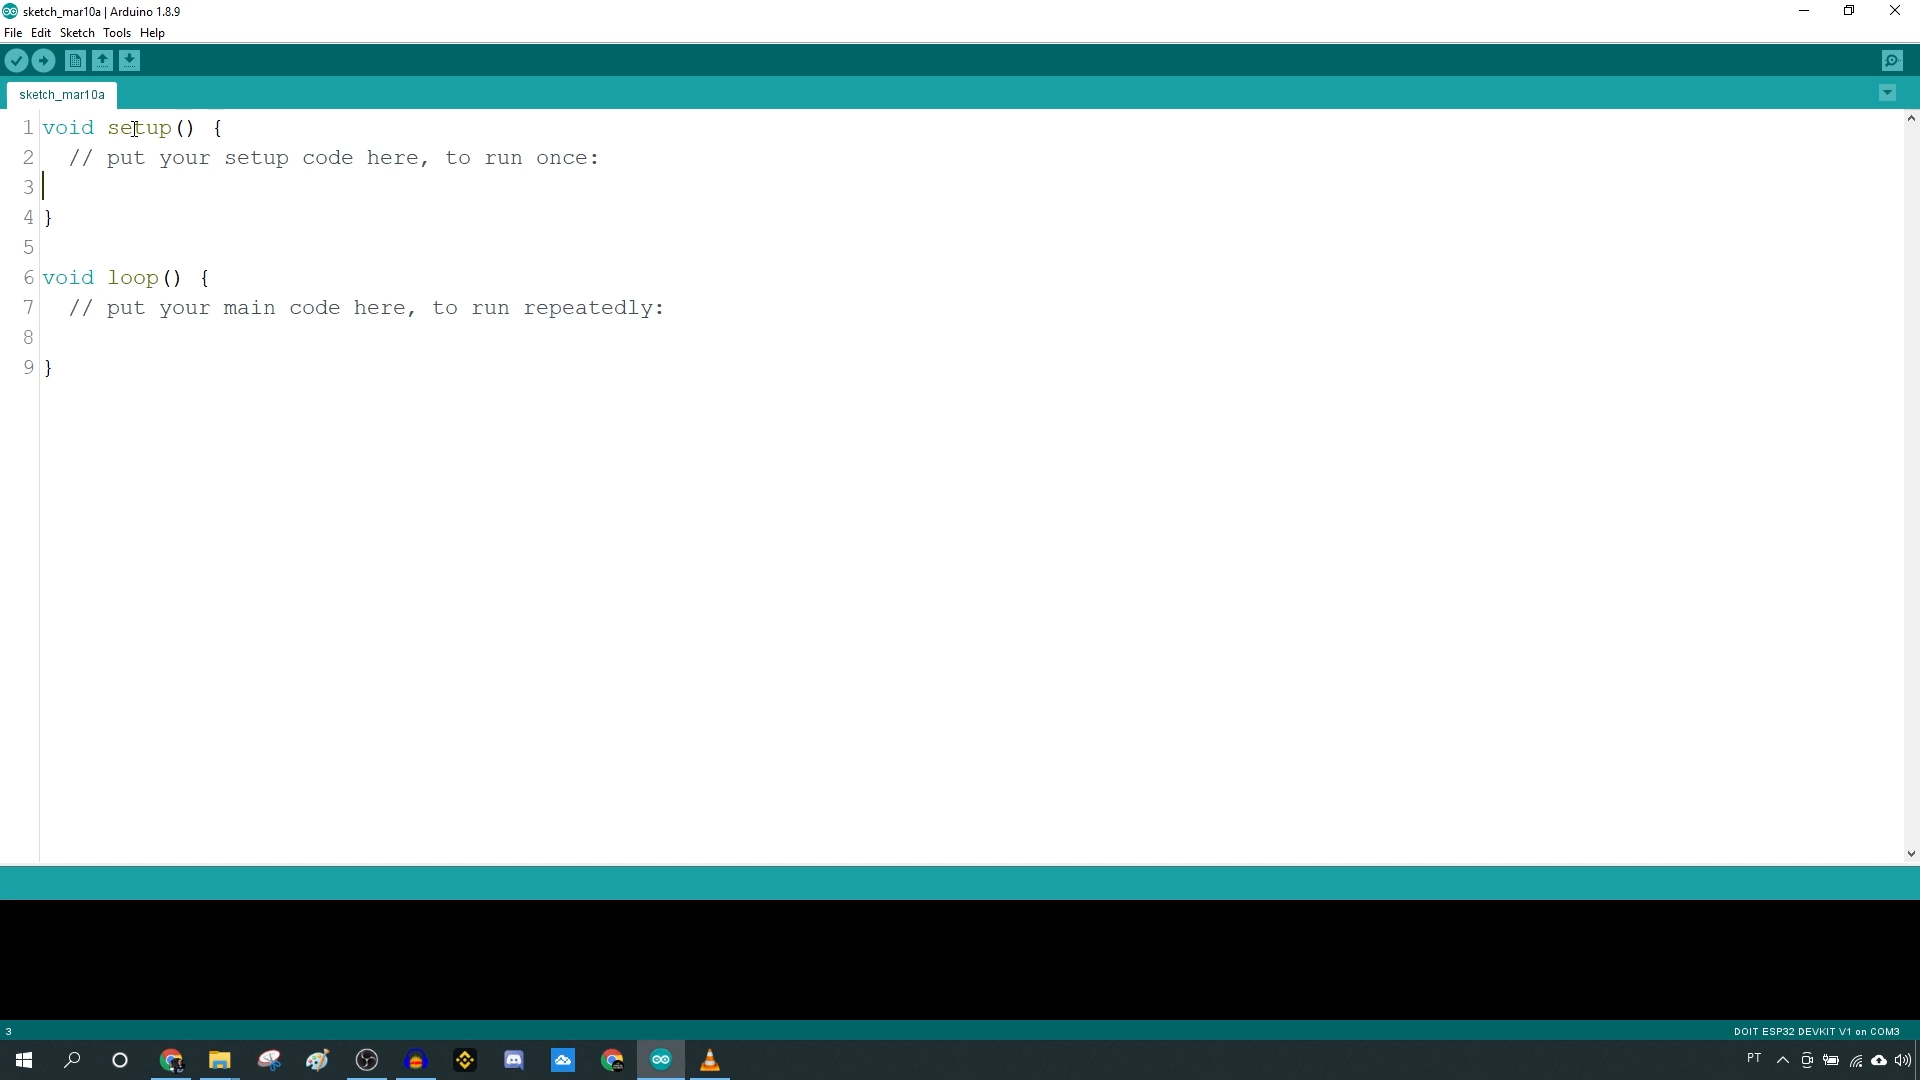 sketch_mar10a | Arduino 1.8.9
File Edit Sketch Tools Help
sketch_mar10a
1 void setup() {
2 // put your setup code here, to run once:
3
4 }
5
6 void loop() {
7 // put your main code here, to run repeatedly:
8
9 }
3 DOIT ESP32 DEVKIT V1 on COM3
PT